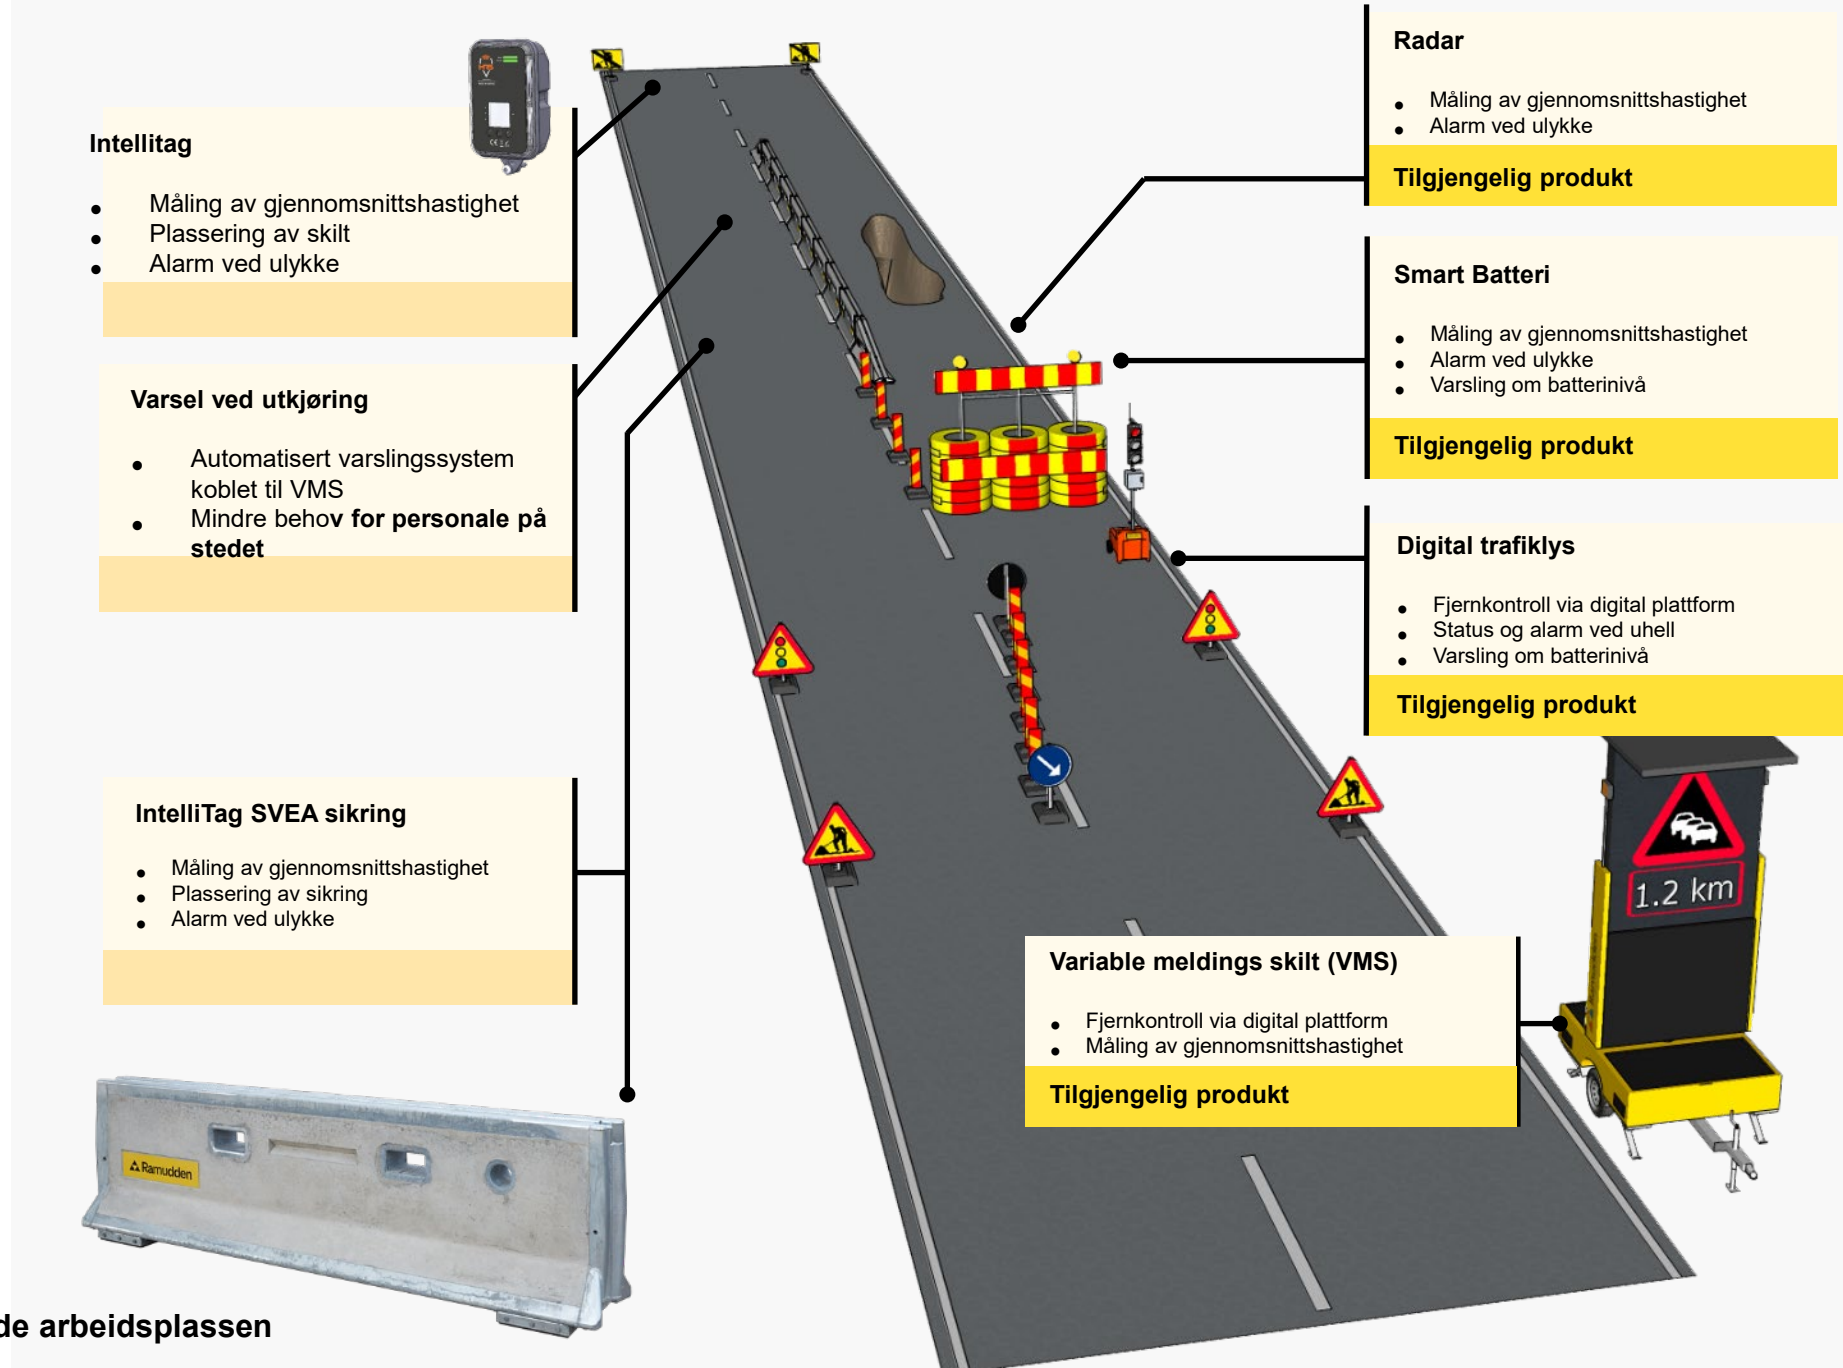 Intellitag
Måling av gjennomsnittshastighet
Plassering av skilt
Alarm ved ulykke
Varsel ved utkjøring
Automatisert varslingssystem
koblet til VMS
Mindre behov for personale på
stedet
IntelliTag SVEA sikring
Måling av gjennomsnittshastighet
Plassering av sikring
Alarm ved ulykke
Ramudden
de arbeidsplassen
Radar
Måling av gjennomsnittshastighet
Alarm ved ulykke
Tilgjengelig produkt
Smart Batteri
Måling av gjennomsnittshastighet
Alarm ved ulykke
Varsling om batterinivå
Tilgjengelig produkt
Digital trafiklys
Fjernkontroll via digital plattform
Status og alarm ved uhell
Varsling om batterinivå
Tilgjengelig produkt
1.2 km
Variable meldings skilt (VMS)
Fjernkontroll via digital plattform
Måling av gjennomsnittshastighet
Tilgjengelig produkt